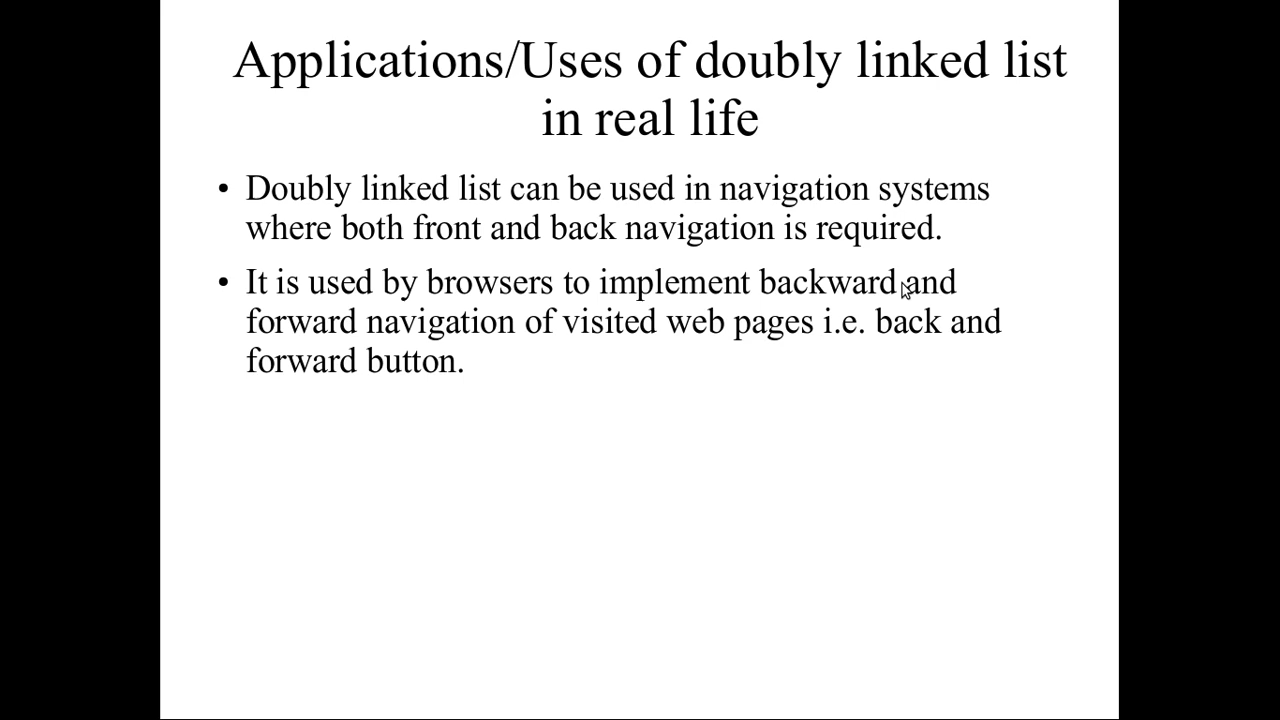 Applications/Uses of doubly linked list
in real life
• Doubly linked list can be used in navigation systems
where both front and back navigation is required.
• It is used by browsers to implement backward and
forward navigation of visited web pages i.e. back and
forward button.